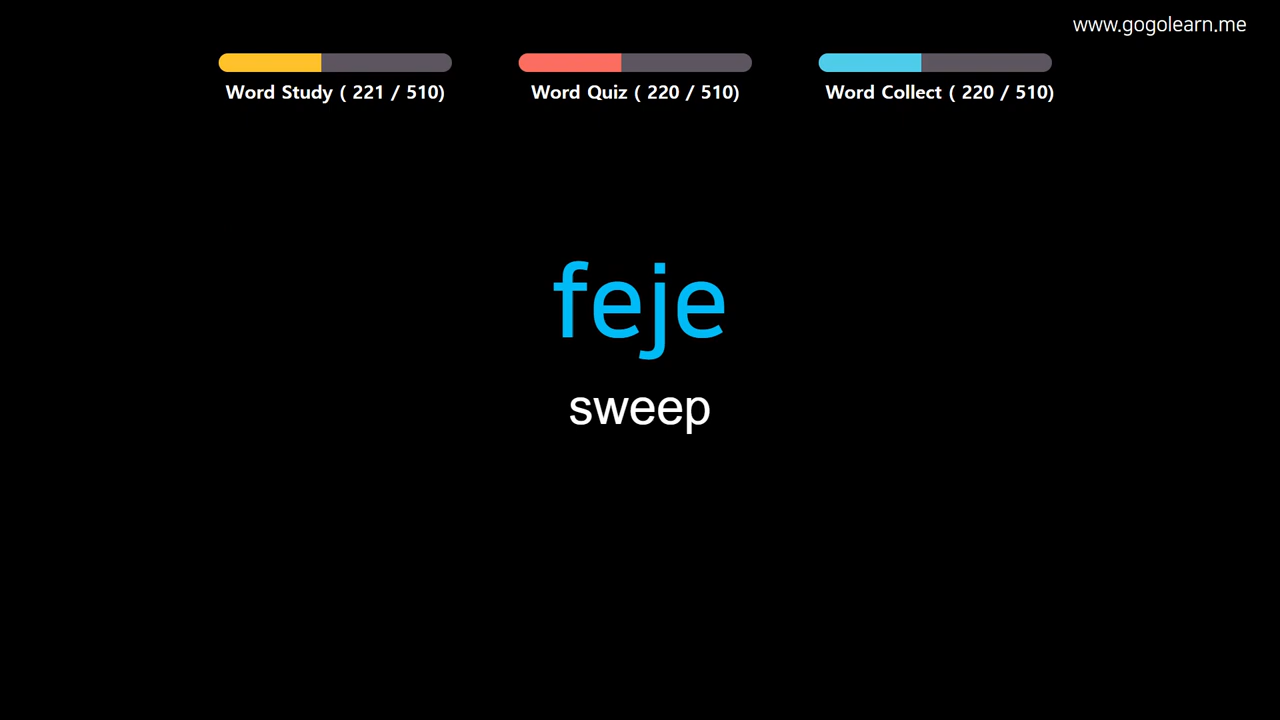 www.gogolearn.me
Word Study ( 221 / 510)
Word Quiz ( 220 / 510)
Word Collect ( 220 / 510)
feje
sweep